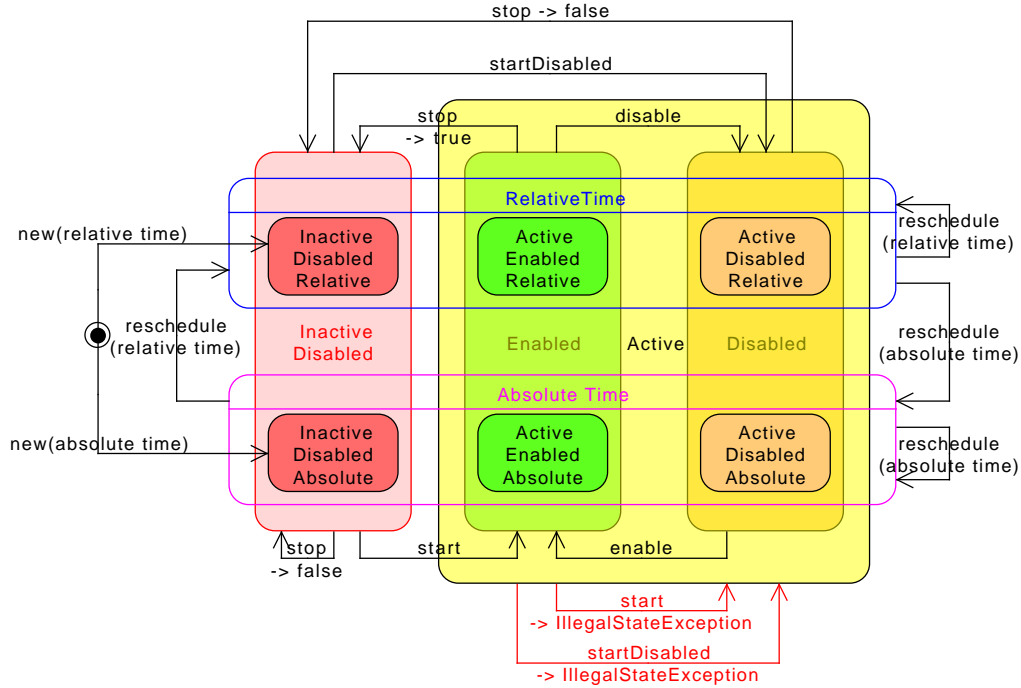 stop -> false
startDisabled
stop
-> true
disable
RelativeTime
new(relative time)
Inactive
Disabled
Relative
Active
Enabled
Relative
Active
Disabled
Relative
reschedule
(relative time)
reschedule
(relative time)
Inactive
Disabled
Enabled
Active
Disabled
reschedule
(absolute time)
Absolute Time
new(absolute time)
Inactive
Disabled
Absolute
Active
Enabled
Absolute
Active
Disabled
Absolute
reschedule
(absolute time)
stop
-> false
start
enable
start
-> IllegalStateException
startDisabled
-> IllegalStateException